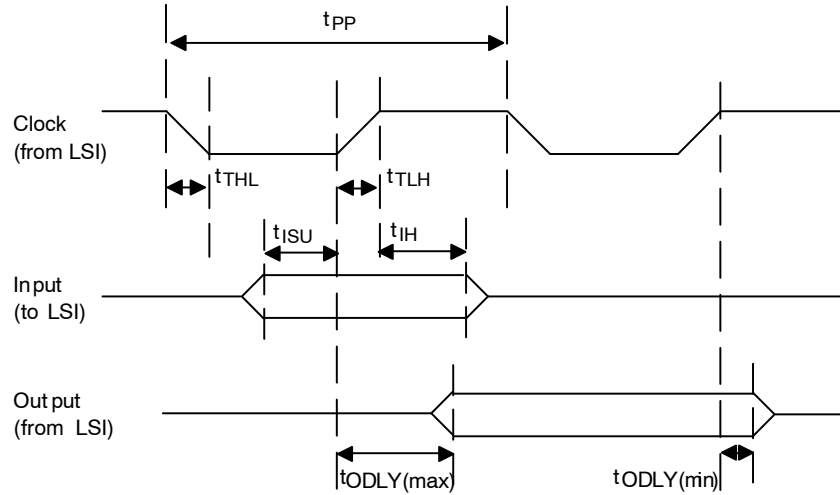 tPP
Clock
(from LSI)
tTHL
tTLH
tISU
tIH
Input
(to LSI)
Output
(from LSI)
tODLY(max)
tODLY(min)